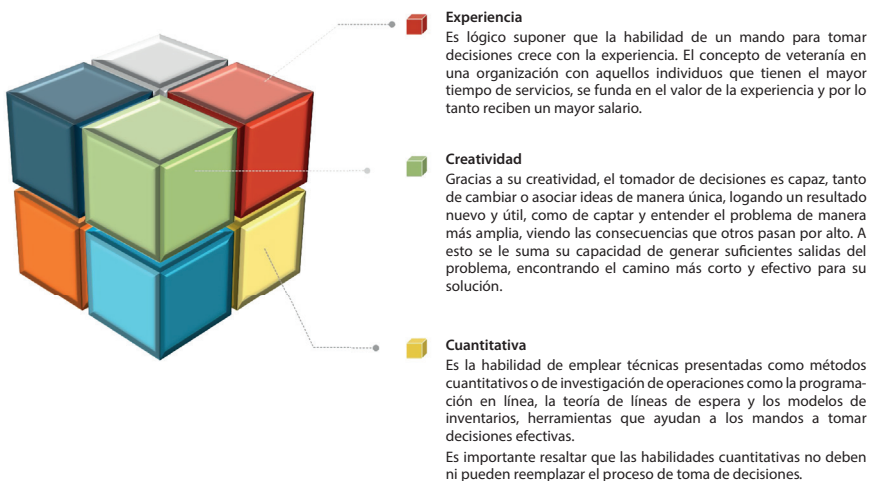 Experiencia
Es lógico suponer que la habilidad de un mando para tomar
decisiones crece con la experiencia. El concepto de veteranía en
una organización con aquellos individuos que tienen el mayor
tiempo de servicios, se funda en el valor de la experiencia y por lo
tanto reciben un mayor salario.
Creatividad
Gracias a su creatividad, el tomador de decisiones es capaz, tanto
de cambiar o asociar ideas de manera única, logando un resultado
nuevo y útil, como de captar y entender el problema de manera
más amplia, viendo las consecuencias que otros pasan por alto. A
esto se le suma su capacidad de generar suficientes salidas del
problema, encontrando el camino más corto y efectivo para su
solución.
Cuantitativa
Es la habilidad de emplear técnicas presentadas como métodos
cuantitativos o de investigación de operaciones como la programa-
ción en línea, la teoría de líneas de espera y los modelos de
inventarios, herramientas que ayudan a los mandos a tomar
decisiones efectivas.
Es importante resaltar que las habilidades cuantitativas no deben
ni pueden reemplazar el proceso de toma de decisiones.